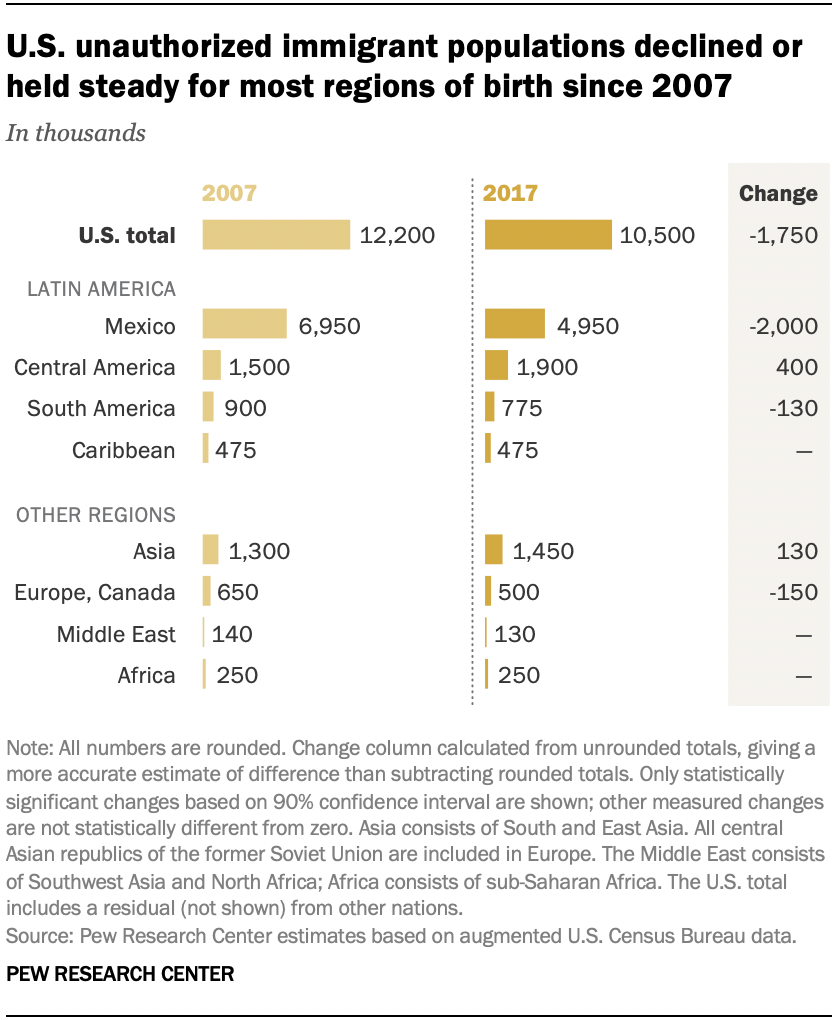 U.S. unauthorized immigrant populations declined or
held steady for most regions of birth since 2007
In thousands
2007 2017 Change
U.S. total 12,200 10,500 -1,750
LATIN AMERICA
Mexico 6,950 4,950 -2,000
Central America 1,500 1,900 400
South America 900 775 -130
Caribbean 475 475 —
OTHER REGIONS
Asia 1,300 1,450 130
Europe, Canada 650 500 -150
Middle East 140 130 —
Africa 250 250 —
Note: All numbers are rounded. Change column calculated from unrounded totals, giving a
more accurate estimate of difference than subtracting rounded totals. Only statistically
significant changes based on 90% confidence interval are shown; other measured changes
are not statistically different from zero. Asia consists of South and East Asia. All central
Asian republics of the former Soviet Union are included in Europe. The Middle East consists
of Southwest Asia and North Africa; Africa consists of sub-Saharan Africa. The U.S. total
includes a residual (not shown) from other nations.
Source: Pew Research Center estimates based on augmented U.S. Census Bureau data.
PEW RESEARCH CENTER